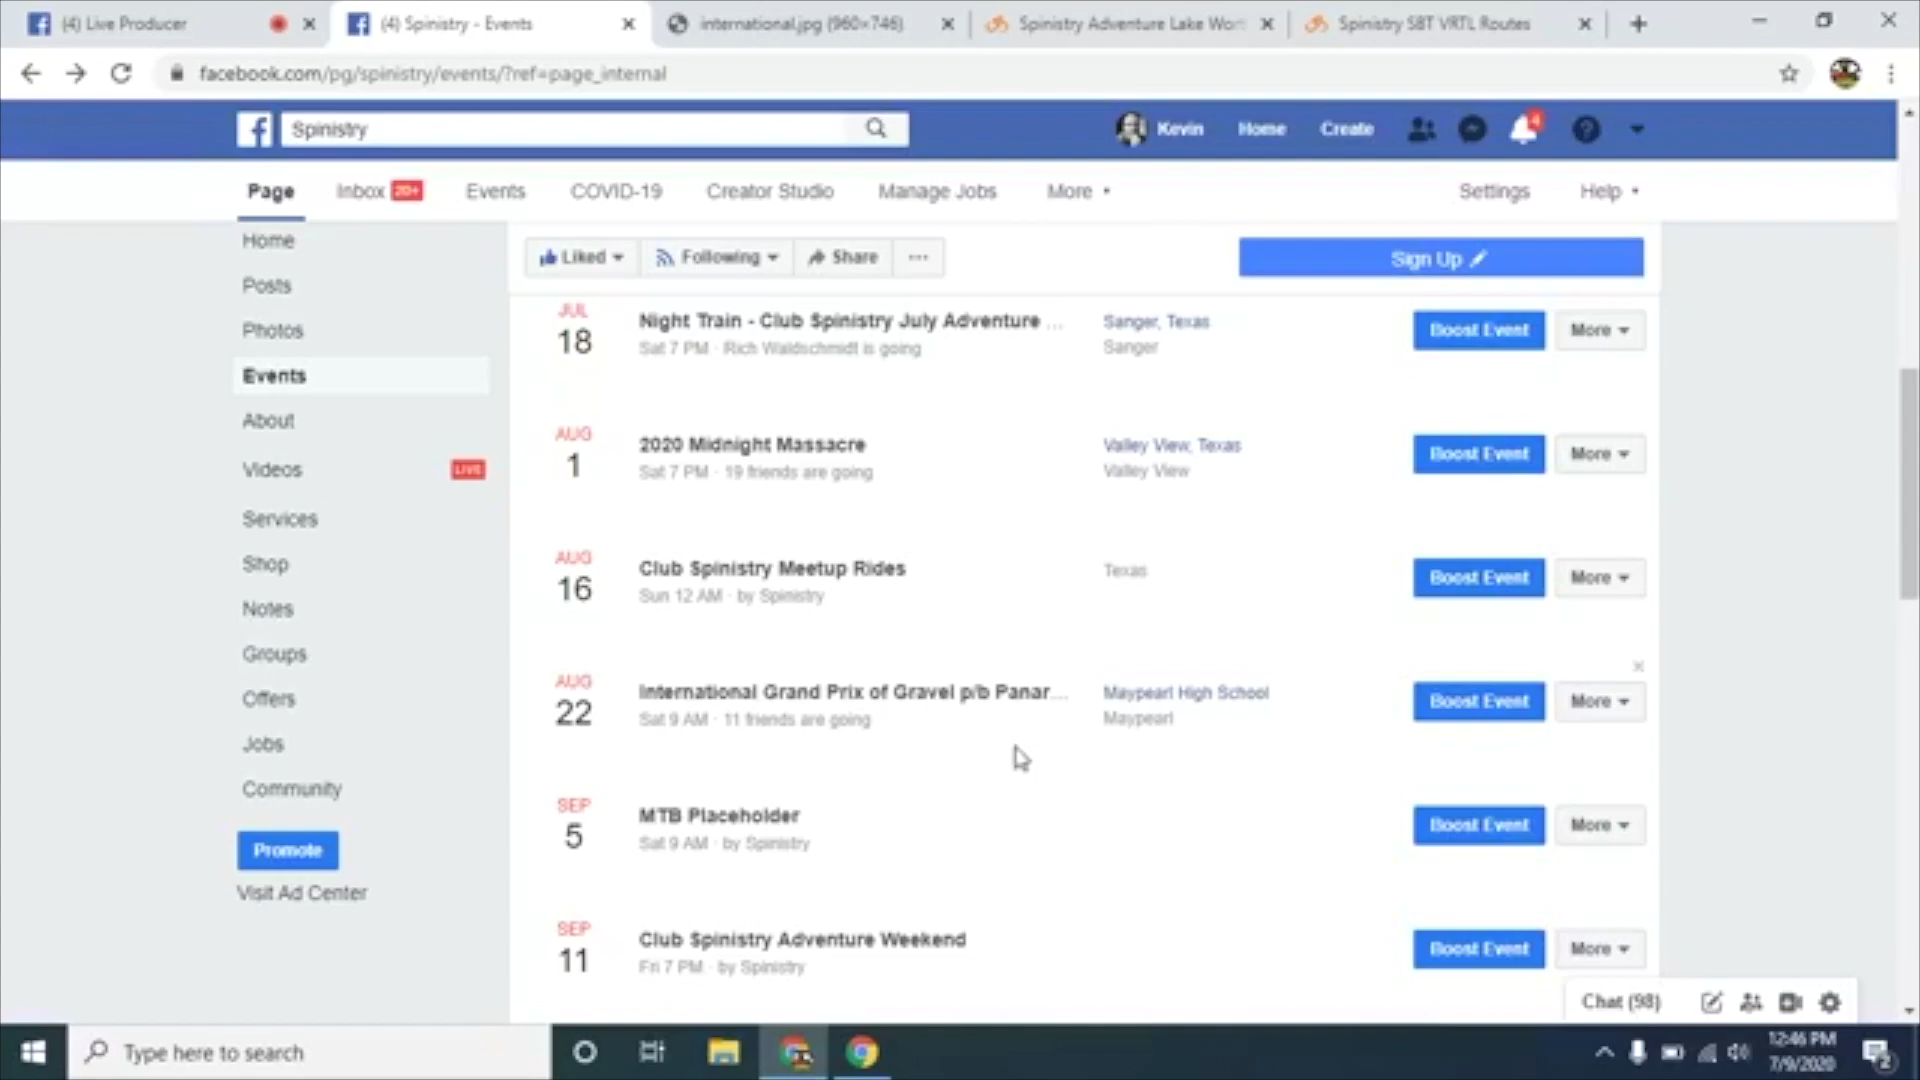 (4) Live Producer
(4) Spinistry - Events
international.jpg (960×746)
Spinistry Adventure Lake Wor
Spinistry SBT VRTL Routes
facebook.com/pg/spinistry/events/?ref=page_internal
Spinistry
Kevin
Home
Create
4
Page
Inbox 20+
Events
COVID-19
Creator Studio
Manage Jobs
More
Settings
Help
Home
Posts
Photos
Events
About
Videos LIVE
Services
Shop
Notes
Groups
Offers
Jobs
Community
Promote
Visit Ad Center
Liked
Following
Share
...
Sign Up
JUL
18
Night Train - Club Spinistry July Adventure ...
Sat 7 PM · Rich Waldschmidt is going
Sanger, Texas
Sanger
Boost Event
More
AUG
1
2020 Midnight Massacre
Sat 7 PM · 19 friends are going
Valley View, Texas
Valley View
Boost Event
More
AUG
16
Club Spinistry Meetup Rides
Sun 12 AM · by Spinistry
Texas
Boost Event
More
AUG
22
International Grand Prix of Gravel p/b Panar...
Sat 9 AM · 11 friends are going
Maypearl High School
Maypearl
Boost Event
More
SEP
5
MTB Placeholder
Sat 9 AM · by Spinistry
Boost Event
More
SEP
11
Club Spinistry Adventure Weekend
Fri 7 PM · by Spinistry
Boost Event
More
Chat (98)
Type here to search
12:46 PM
7/9/2020
2